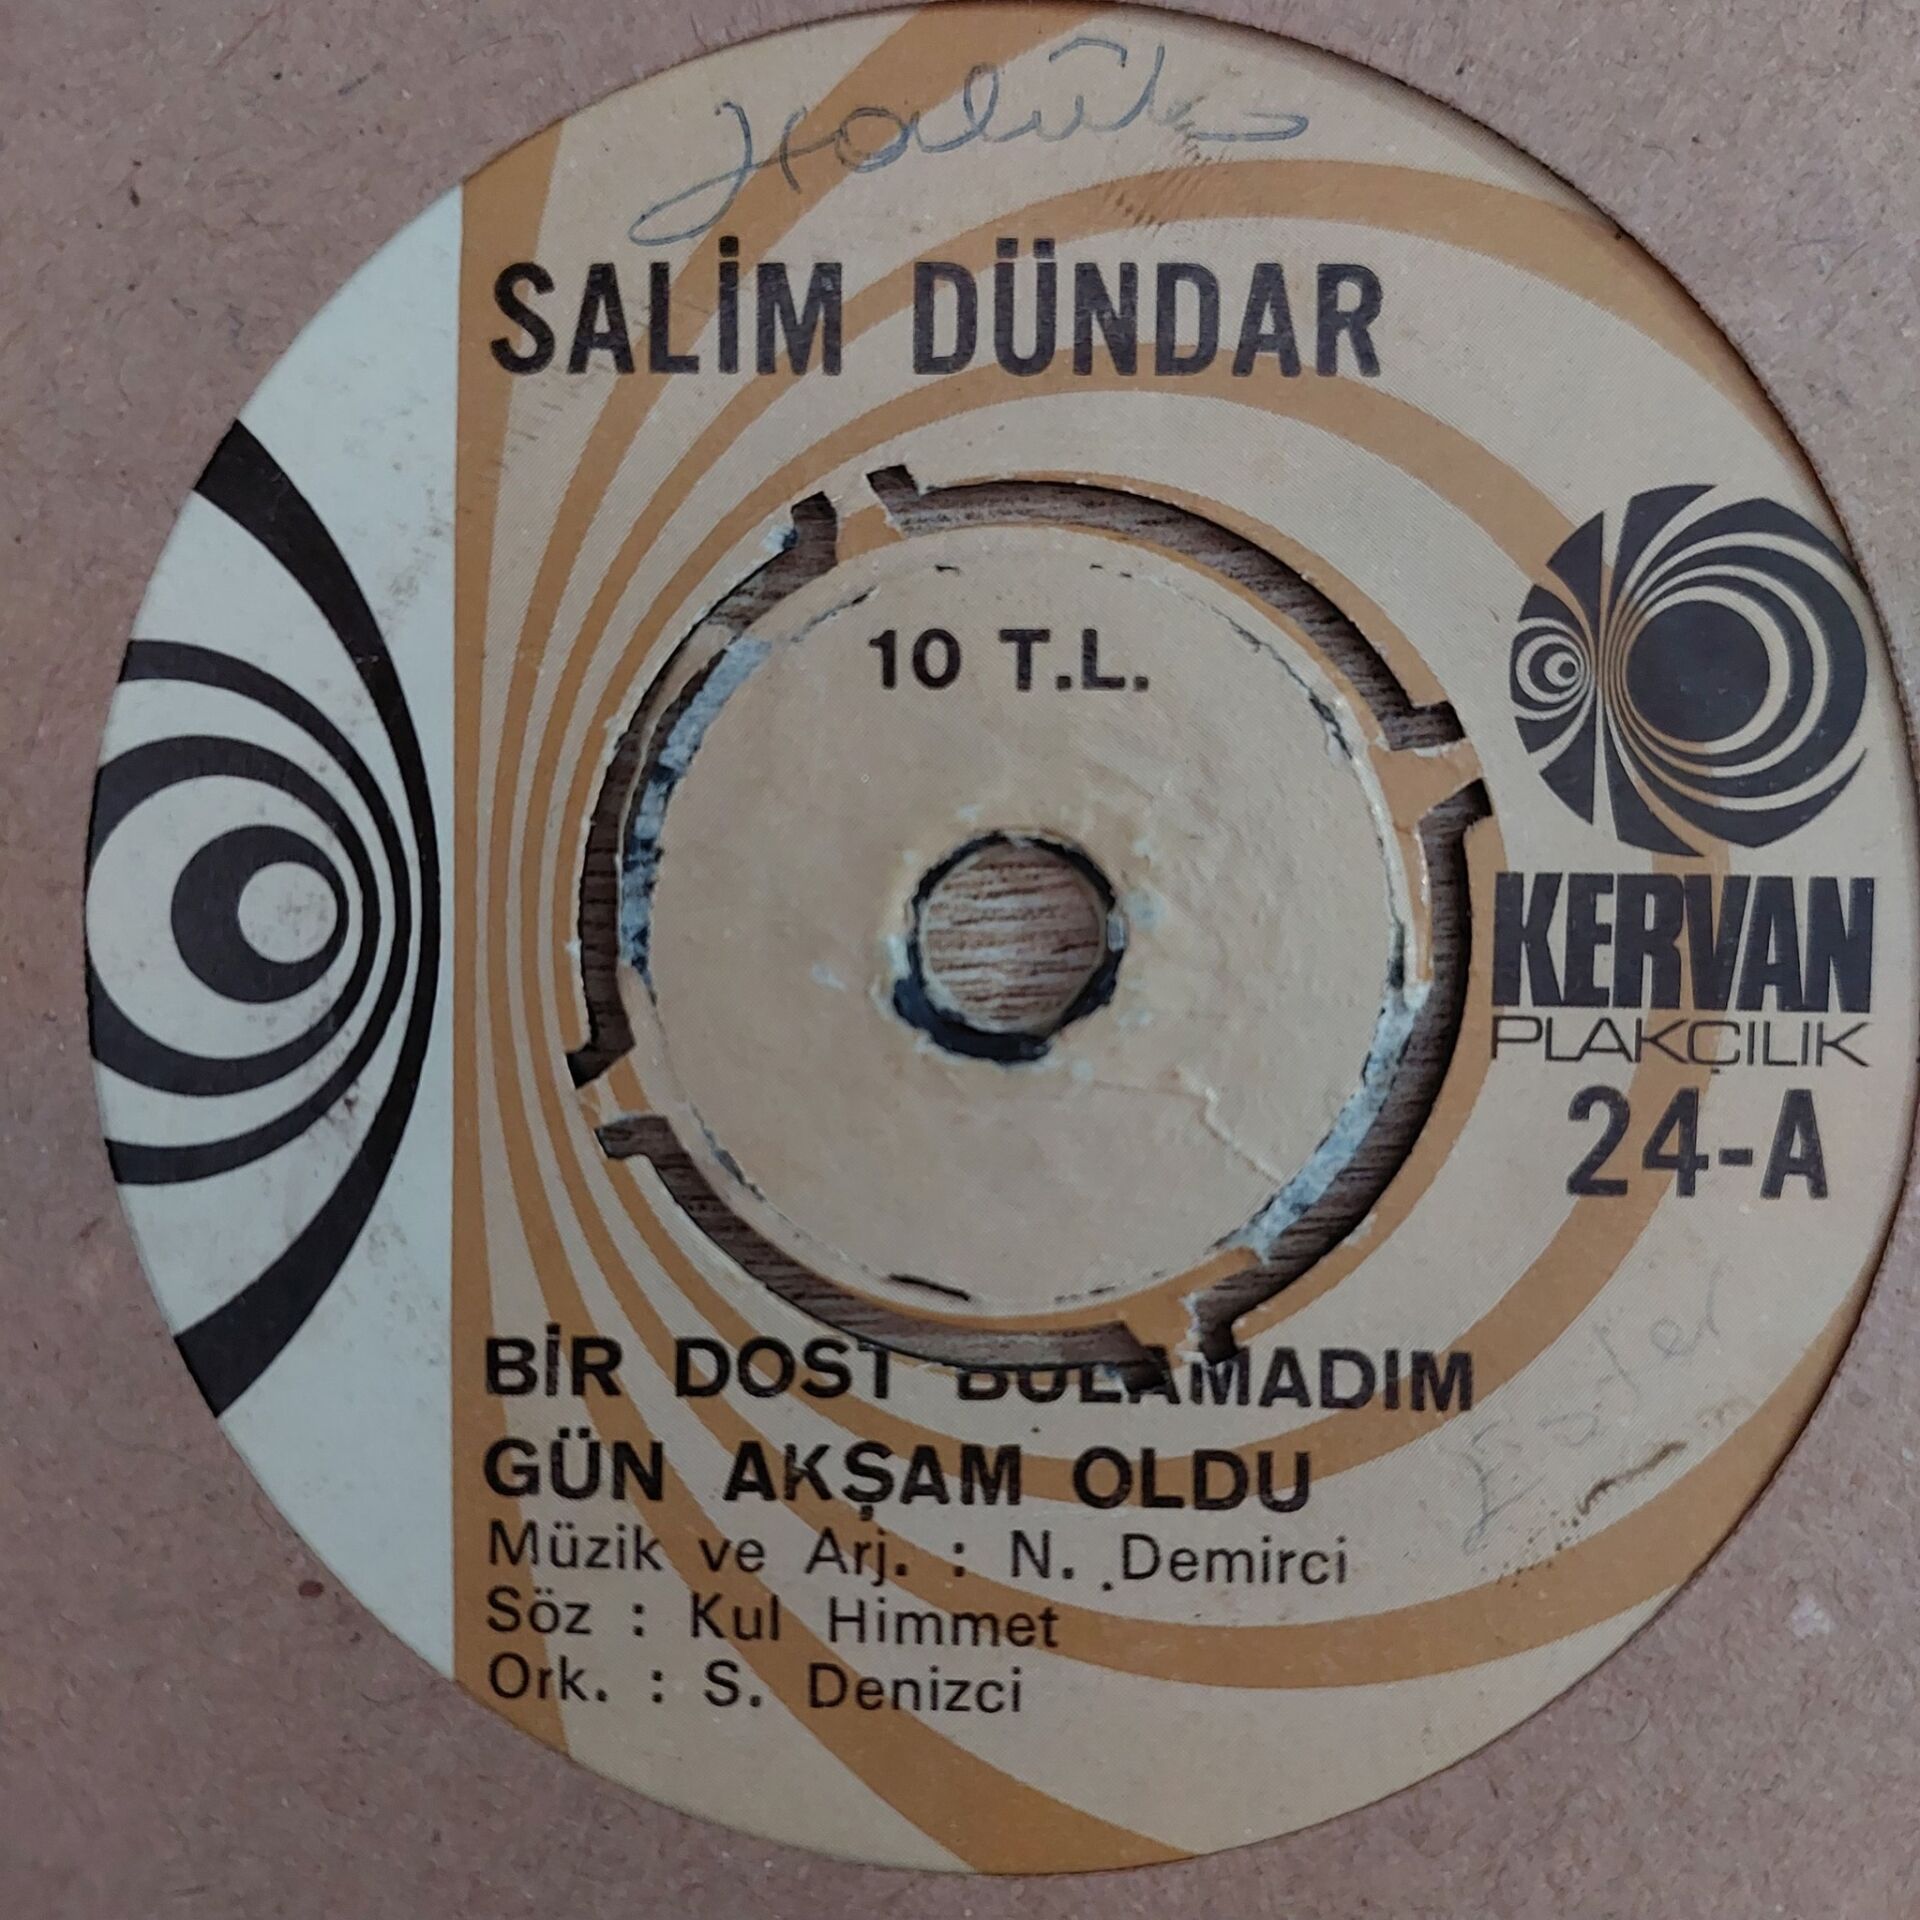 Halûk
SALİM DÜNDAR
10 T.L.
KERVAN
PLAKÇILIK
24-A
BİR DOST BULAMADIM
GÜN AKŞAM OLDU
Müzik ve Arj. : N. Demirci
Söz : Kul Himmet
Ork. : S. Denizci